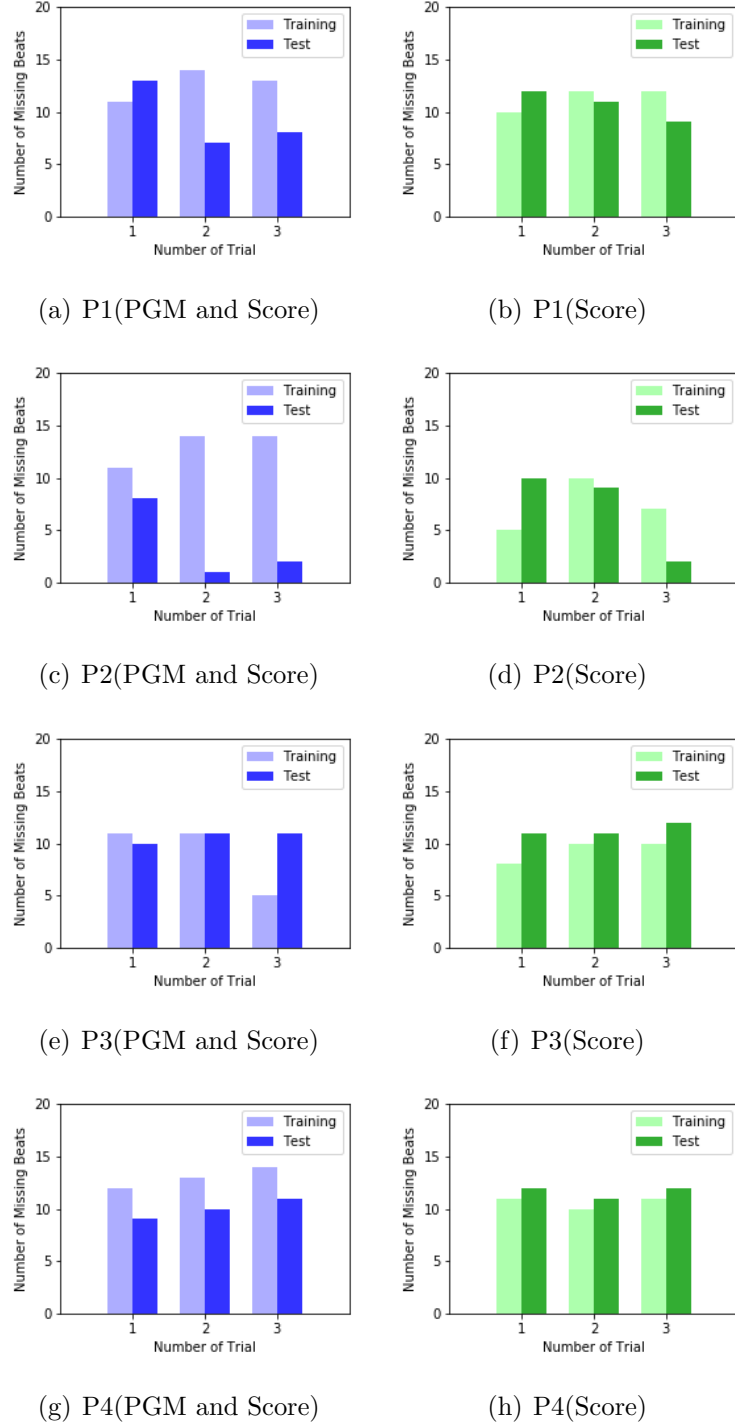 20
15
10
5
0
Number of Missing Beats
Training
Test
1 2 3
Number of Trial
(a) P1(PGM and Score)
20
15
10
5
0
Number of Missing Beats
Training
Test
1 2 3
Number of Trial
(b) P1(Score)
20
15
10
5
0
Number of Missing Beats
Training
Test
1 2 3
Number of Trial
(c) P2(PGM and Score)
20
15
10
5
0
Number of Missing Beats
Training
Test
1 2 3
Number of Trial
(d) P2(Score)
20
15
10
5
0
Number of Missing Beats
Training
Test
1 2 3
Number of Trial
(e) P3(PGM and Score)
20
15
10
5
0
Number of Missing Beats
Training
Test
1 2 3
Number of Trial
(f) P3(Score)
20
15
10
5
0
Number of Missing Beats
Training
Test
1 2 3
Number of Trial
(g) P4(PGM and Score)
20
15
10
5
0
Number of Missing Beats
Training
Test
1 2 3
Number of Trial
(h) P4(Score)